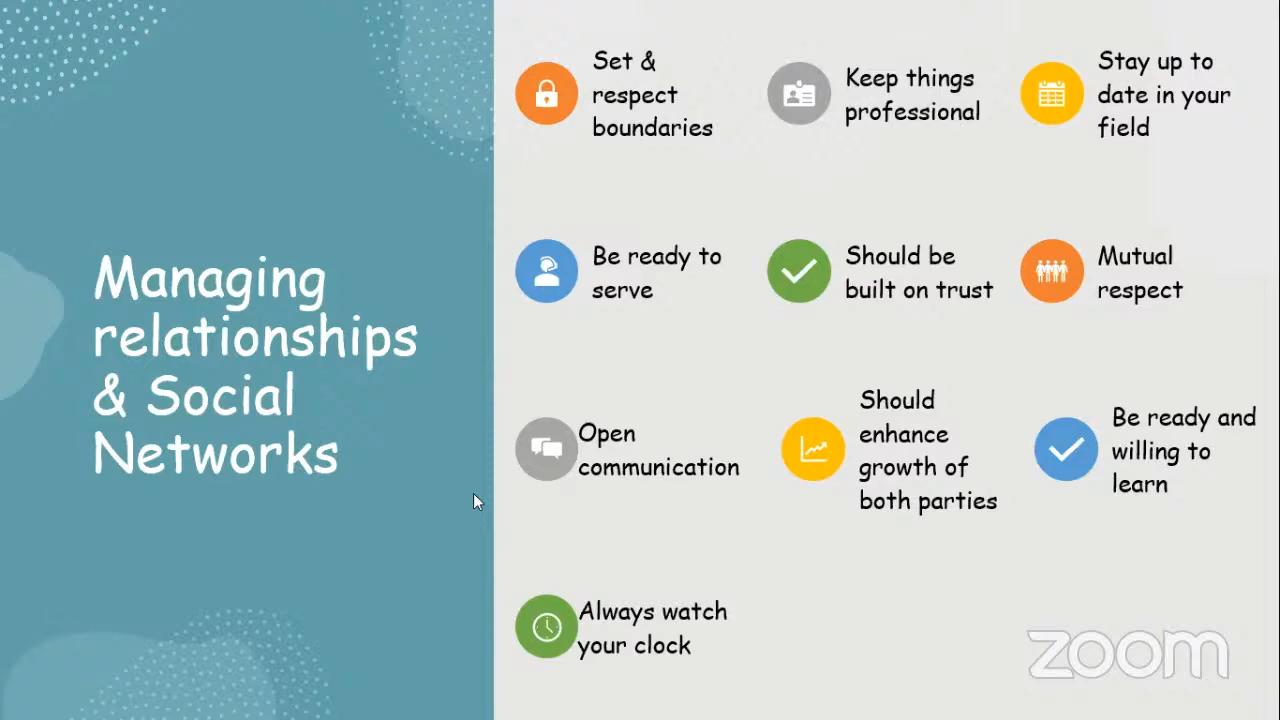 Managing
relationships
& Social
Networks
Set &
respect
boundaries
Keep things
professional
Stay up to
date in your
field
Be ready to
serve
Should be
built on trust
Mutual
respect
Open
communication
Should
enhance
growth of
both parties
Be ready and
willing to
learn
Always watch
your clock
zoom